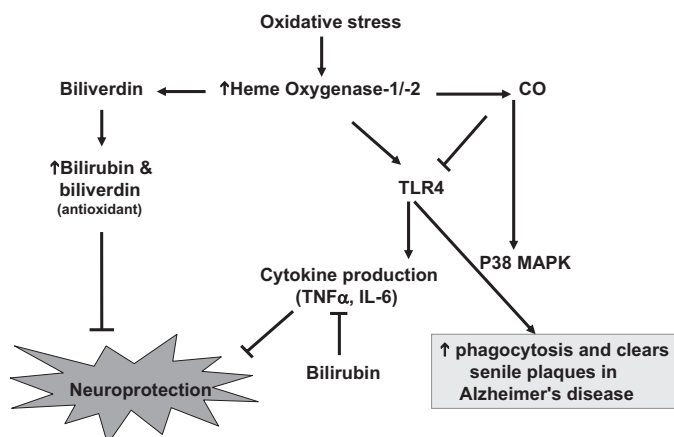 Oxidative stress
Biliverdin
↑Heme Oxygenase-1/-2
CO
↑Bilirubin &
biliverdin
(antioxidant)
TLR4
P38 MAPK
Cytokine production
(TNFα, IL-6)
Bilirubin
Neuroprotection
↑ phagocytosis and clears
senile plaques in
Alzheimer's disease